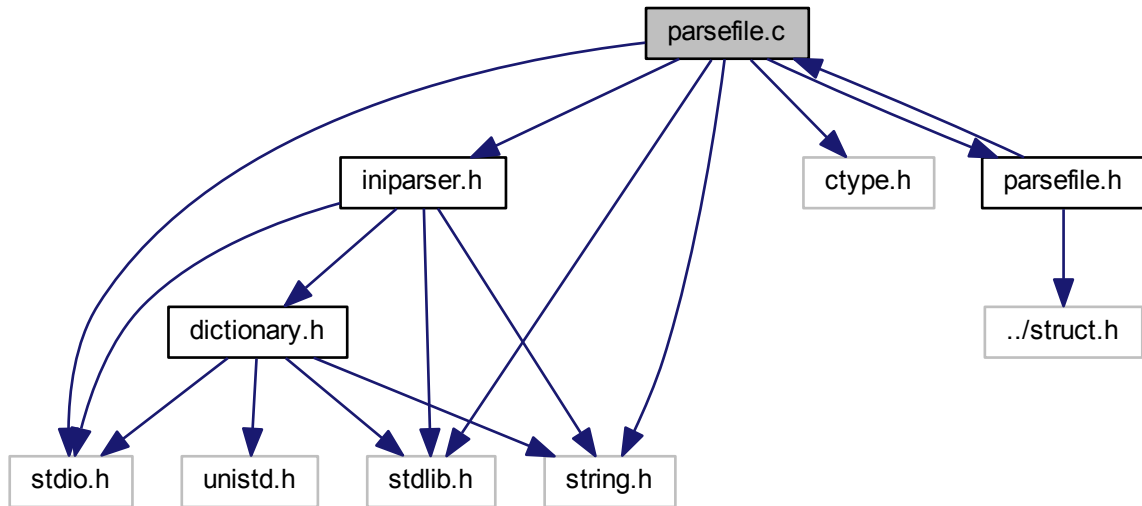 parsefile.c
iniparser.h
ctype.h
parsefile.h
dictionary.h
../struct.h
stdio.h
unistd.h
stdlib.h
string.h